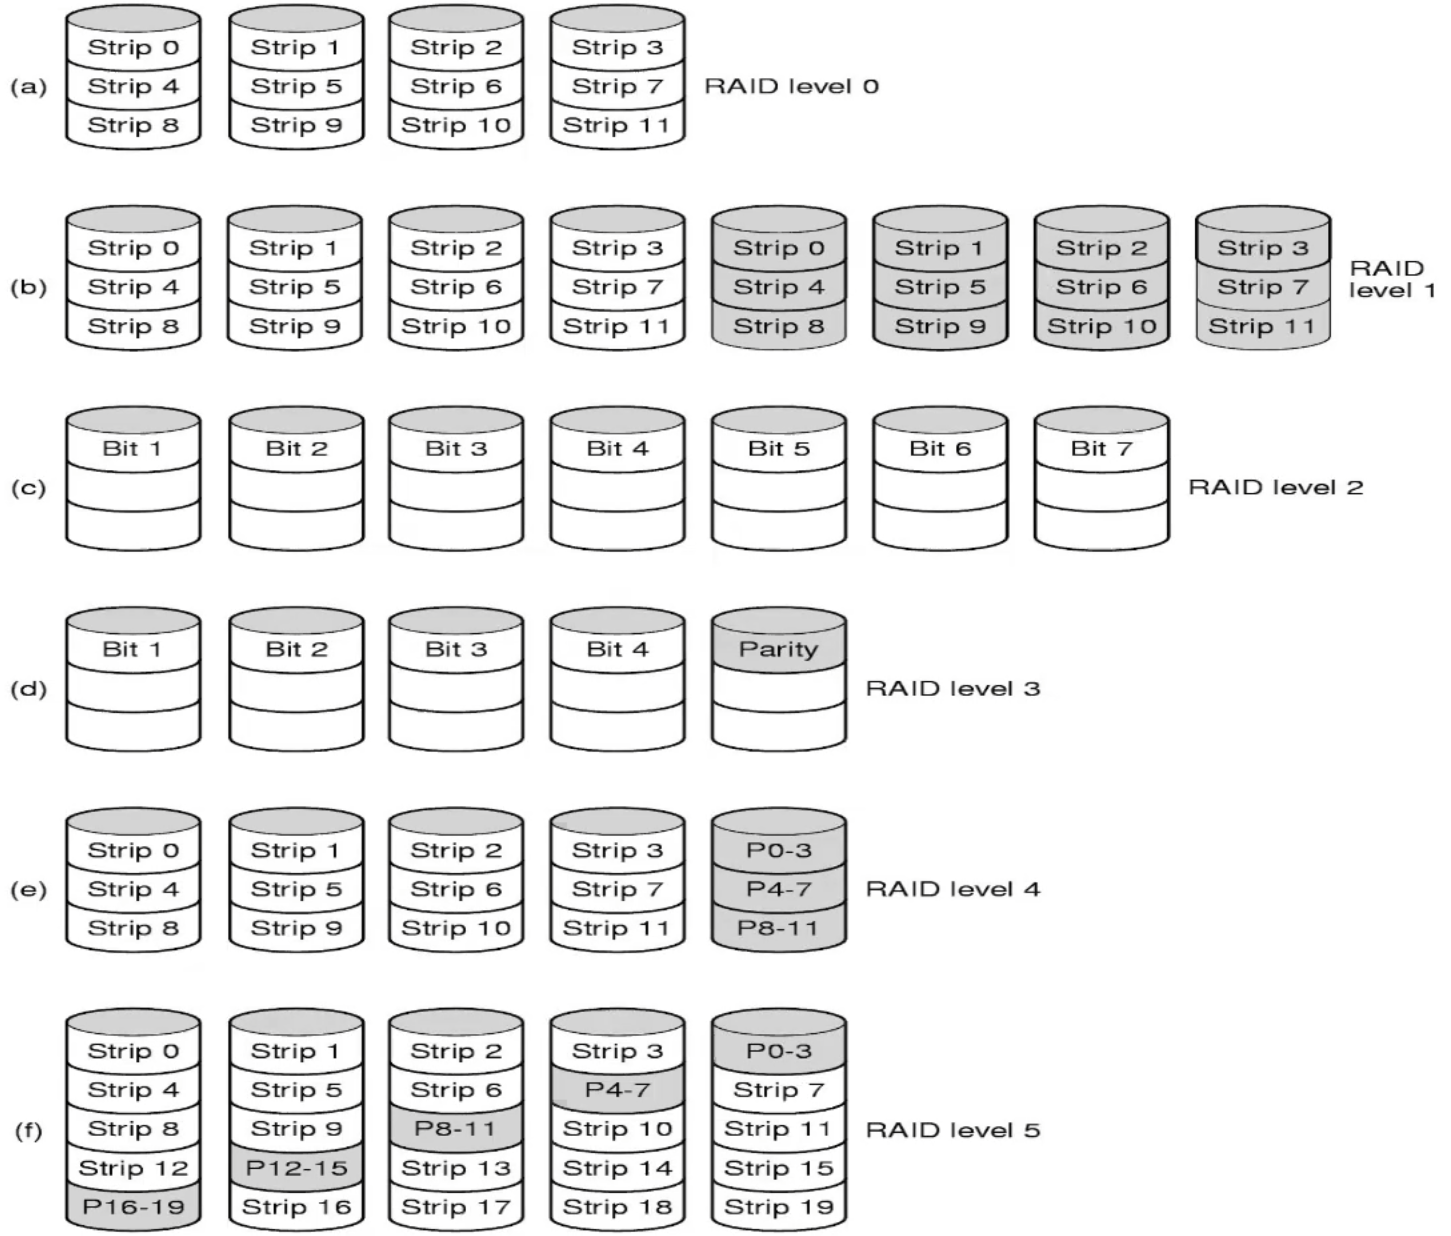 Strip 0 Strip 1 Strip 2 Strip 3
(a) Strip 4 Strip 5 Strip 6 Strip 7 RAID level 0
Strip 8 Strip 9 Strip 10 Strip 11
Strip 0 Strip 1 Strip 2 Strip 3 Strip 0 Strip 1 Strip 2 Strip 3
(b) Strip 4 Strip 5 Strip 6 Strip 7 Strip 4 Strip 5 Strip 6 Strip 7 RAID
level 1
Strip 8 Strip 9 Strip 10 Strip 11 Strip 8 Strip 9 Strip 10 Strip 11
Bit 1 Bit 2 Bit 3 Bit 4 Bit 5 Bit 6 Bit 7
(c) RAID level 2
Bit 1 Bit 2 Bit 3 Bit 4 Parity
(d) RAID level 3
Strip 0 Strip 1 Strip 2 Strip 3 P0-3
(e) Strip 4 Strip 5 Strip 6 Strip 7 P4-7 RAID level 4
Strip 8 Strip 9 Strip 10 Strip 11 P8-11
Strip 0 Strip 1 Strip 2 Strip 3 P0-3
Strip 4 Strip 5 Strip 6 P4-7 Strip 7
(f) Strip 8 Strip 9 P8-11 Strip 10 Strip 11 RAID level 5
Strip 12 P12-15 Strip 13 Strip 14 Strip 15
P16-19 Strip 16 Strip 17 Strip 18 Strip 19